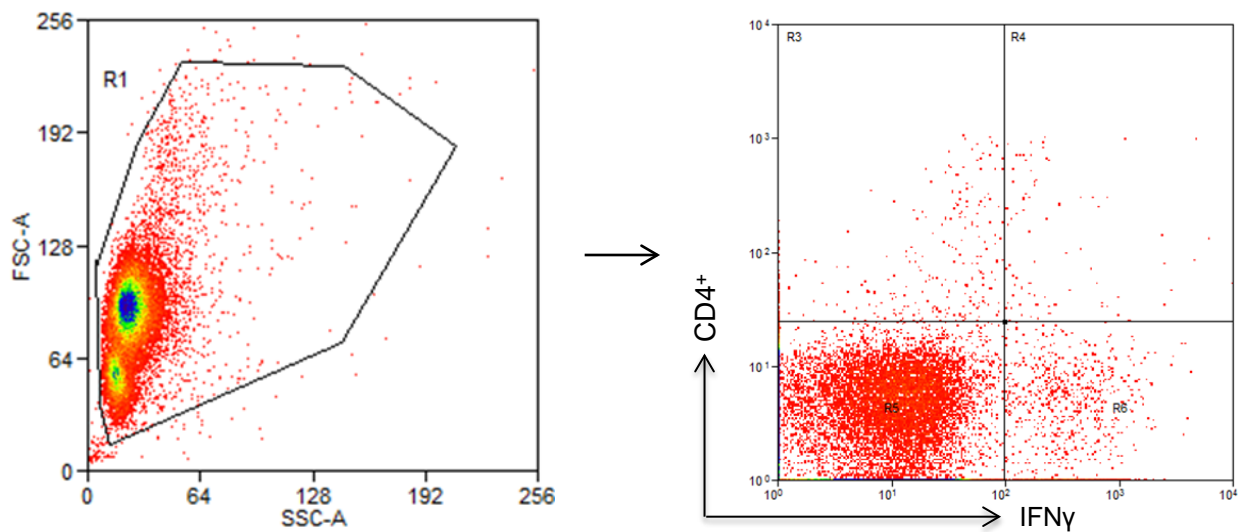 256
192
128
64
0
FSC-A
R1
0 64 128 192 256
SSC-A
10⁴
10³
10²
10¹
10⁰
R3 R4
R5 R6
10⁰ 10¹ 10² 10³ 10⁴
CD4⁺
IFNγ